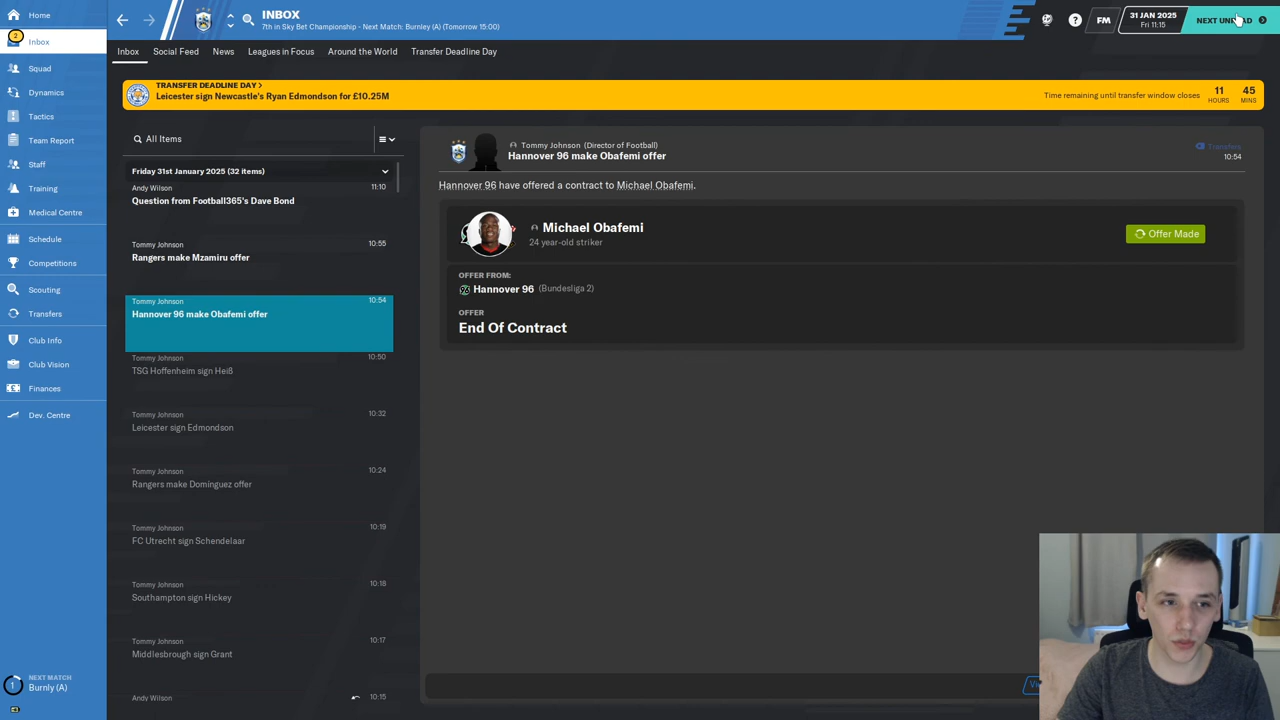 Home
2
Inbox
Squad
Dynamics
Tactics
Team Report
Staff
Training
Medical Centre
Schedule
Competitions
Scouting
Transfers
Club Info
Club Vision
Finances
Dev. Centre
1
NEXT MATCH
Burnly (A)
INBOX
7th in Sky Bet Championship - Next Match: Burnley (A) (Tomorrow 15:00)
?
FM
31 JAN 2025
Fri 11:15
NEXT
Inbox
Social Feed
News
Leagues in Focus
Around the World
Transfer Deadline Day
TRANSFER DEADLINE DAY >
Leicester sign Newcastle's Ryan Edmondson for £10.25M
Time remaining until transfer window closes
11
HOURS
45
MINS
All Items
Friday 31st January 2025 (32 items)
Andy Wilson 11:10
Question from Football365's Dave Bond
Tommy Johnson 10:55
Rangers make Mzamiru offer
Tommy Johnson 10:54
Hannover 96 make Obafemi offer
Tommy Johnson 10:50
TSG Hoffenheim sign Heiß
Tommy Johnson 10:32
Leicester sign Edmondson
Tommy Johnson 10:24
Rangers make Domínguez offer
Tommy Johnson 10:19
FC Utrecht sign Schendelaar
Tommy Johnson 10:18
Southampton sign Hickey
Tommy Johnson 10:17
Middlesbrough sign Grant
Andy Wilson 10:15
Tommy Johnson (Director of Football)
Hannover 96 make Obafemi offer
Transfers
10:54
Hannover 96 have offered a contract to Michael Obafemi.
Michael Obafemi
24 year-old striker
Offer Made
OFFER FROM:
Hannover 96 (Bundesliga 2)
OFFER
End Of Contract